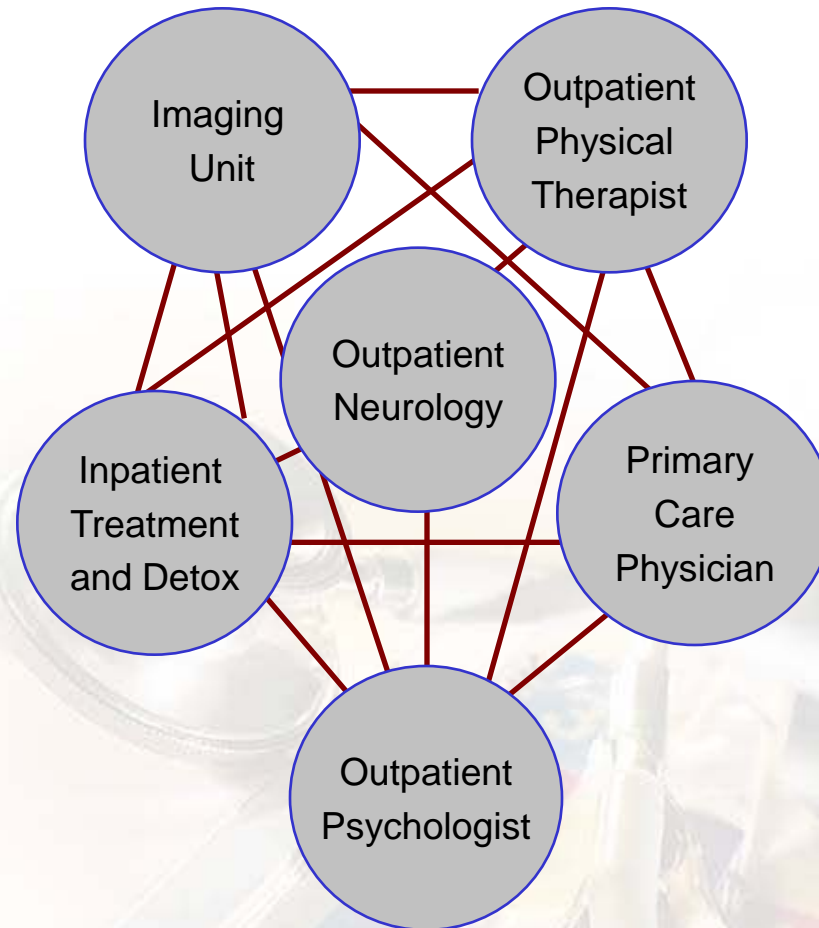 Imaging
Unit
Outpatient
Physical
Therapist
Outpatient
Neurology
Inpatient
Treatment
and Detox
Primary
Care
Physician
Outpatient
Psychologist